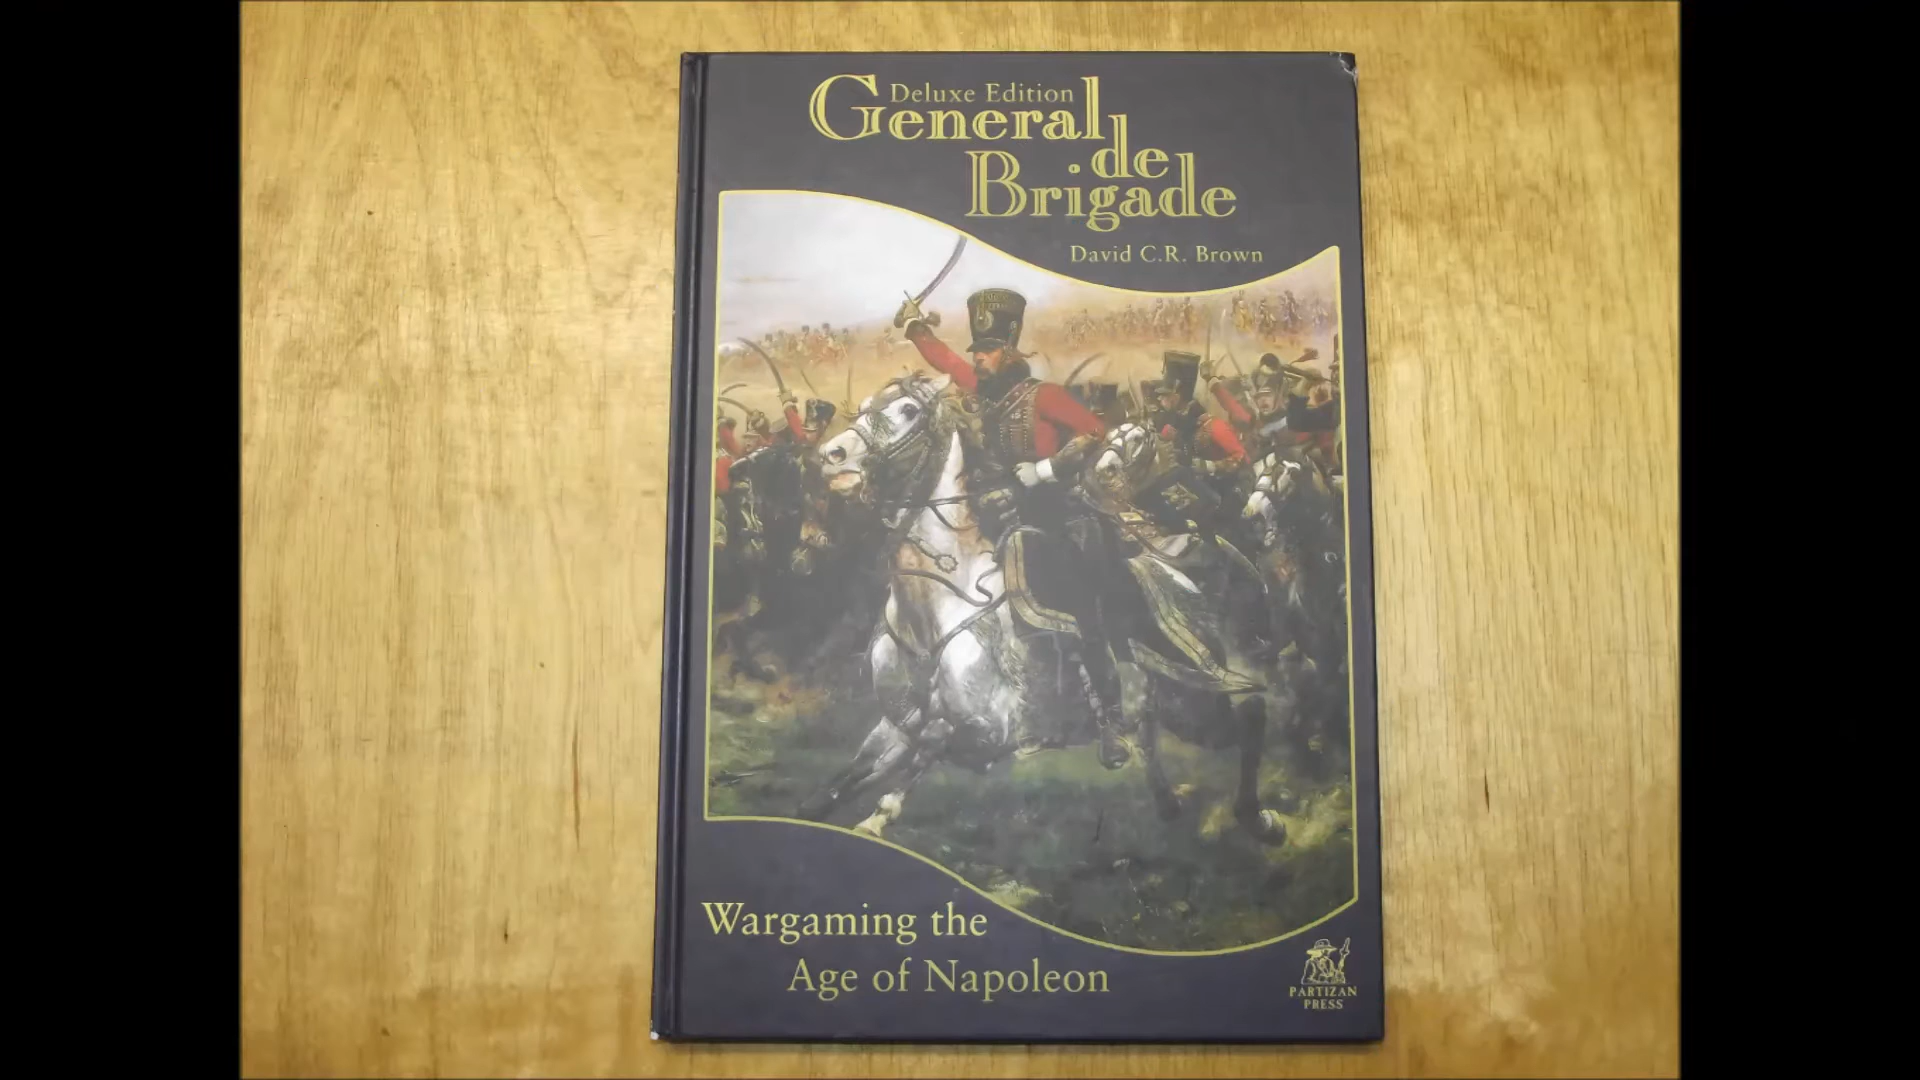 Deluxe Edition
General
de
Brigade
David C.R. Brown
Wargaming the
Age of Napoleon
PARTIZAN
PRESS